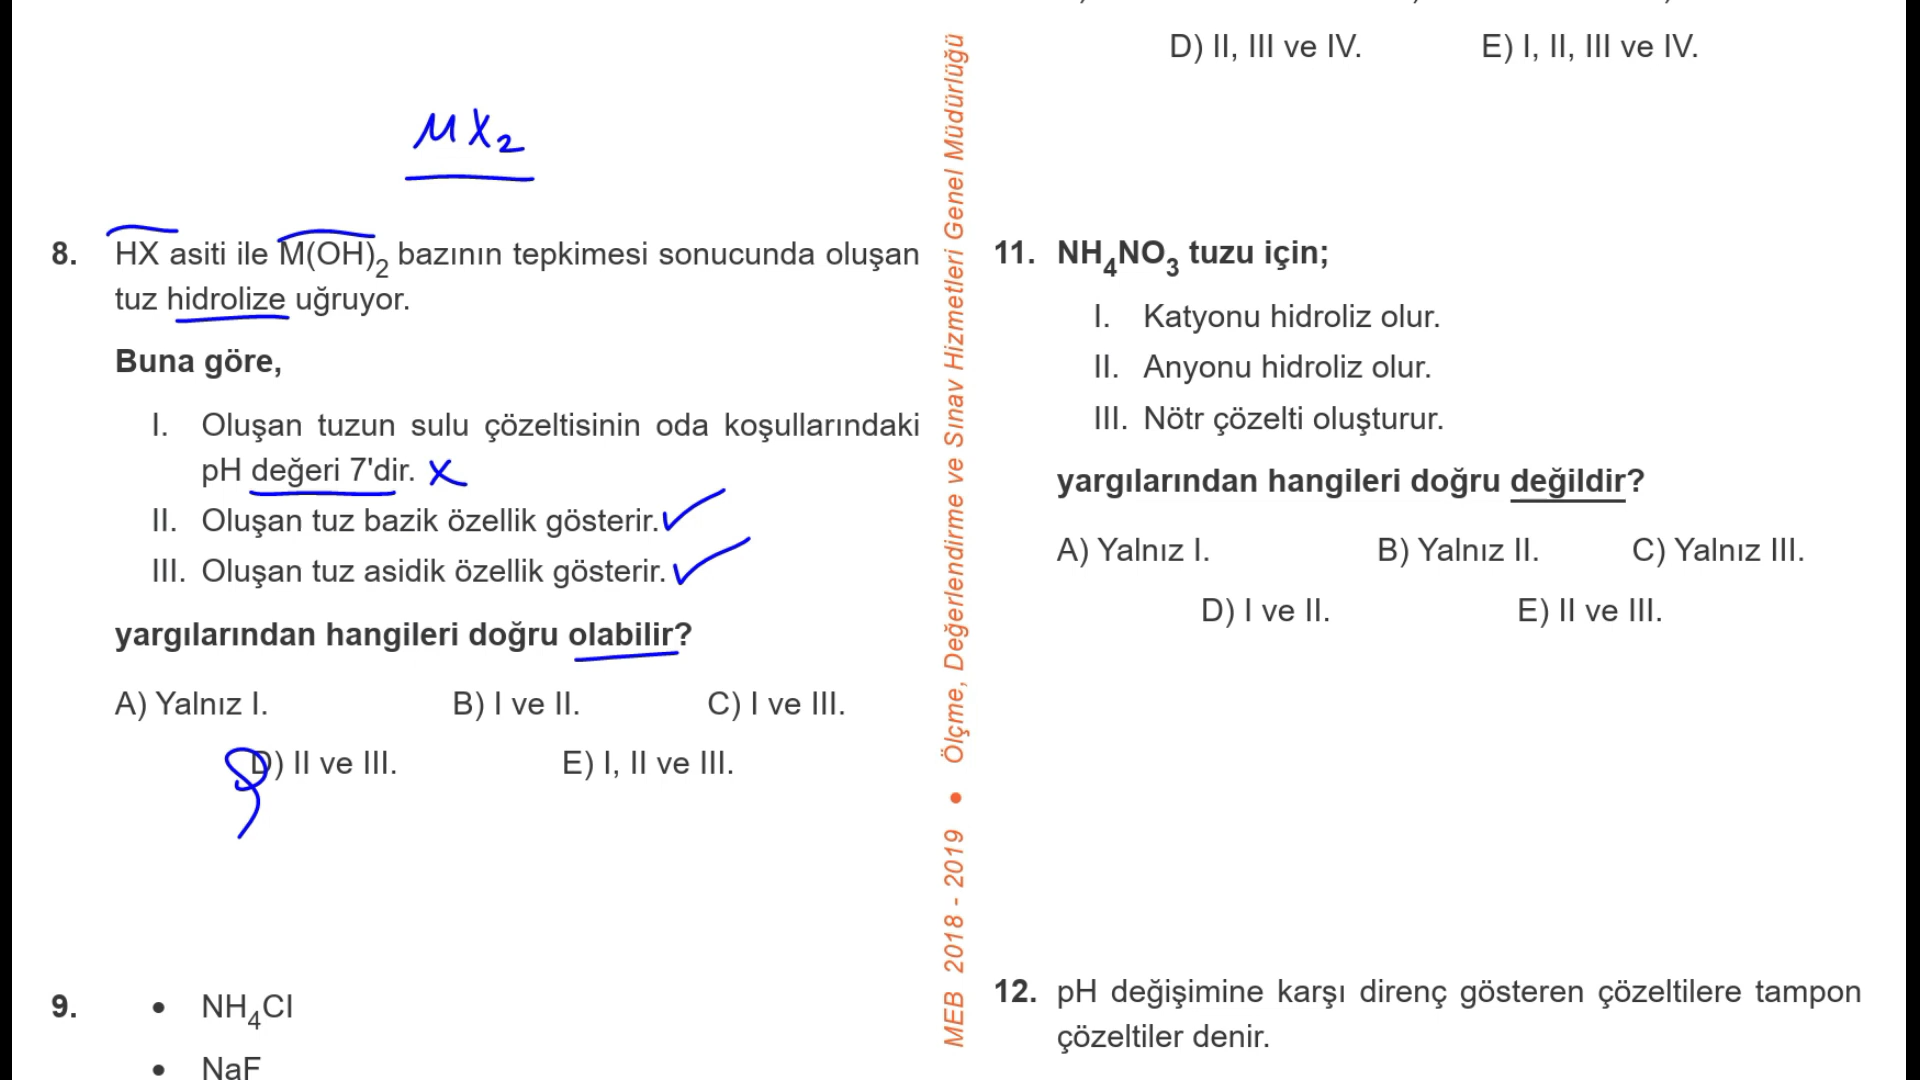 MX₂
8. HX asiti ile M(OH)₂ bazının tepkimesi sonucunda oluşan
tuz hidrolize uğruyor.
Buna göre,
I. Oluşan tuzun sulu çözeltisinin oda koşullarındaki
pH değeri 7'dir. X
II. Oluşan tuz bazik özellik gösterir. ✓
III. Oluşan tuz asidik özellik gösterir. ✓
yargılarından hangileri doğru olabilir?
A) Yalnız I. B) I ve II. C) I ve III.
D) II ve III. E) I, II ve III.
9. • NH₄Cl
• NaF
MEB 2018 - 2019 • Ölçme, Değerlendirme ve Sınav Hizmetleri Genel Müdürlüğü
D) II, III ve IV. E) I, II, III ve IV.
11. NH₄NO₃ tuzu için;
I. Katyonu hidroliz olur.
II. Anyonu hidroliz olur.
III. Nötr çözelti oluşturur.
yargılarından hangileri doğru değildir?
A) Yalnız I. B) Yalnız II. C) Yalnız III.
D) I ve II. E) II ve III.
12. pH değişimine karşı direnç gösteren çözeltilere tampon
çözeltiler denir.